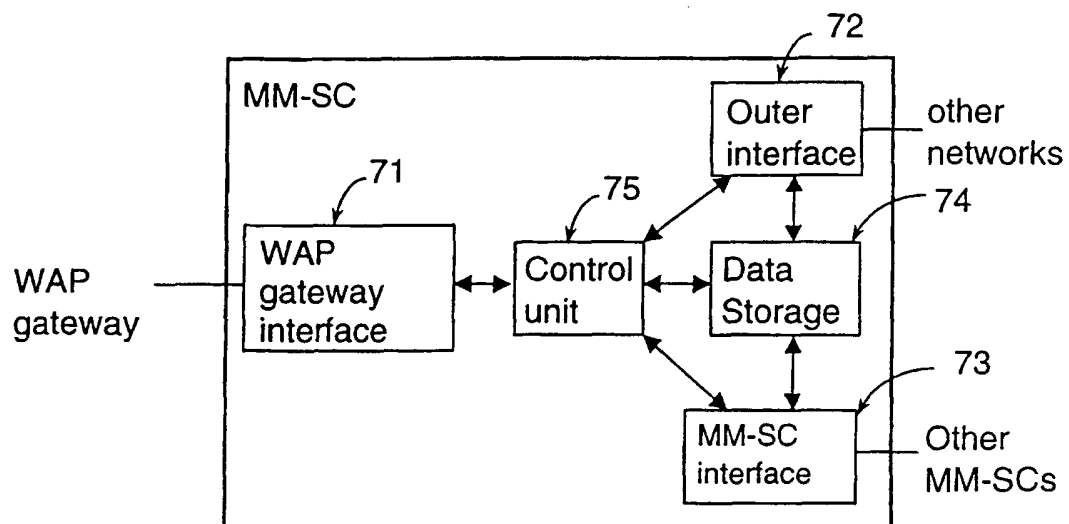 72
MM-SC
Outer
interface
other
networks
71
75
74
WAP
gateway
interface
Control
unit
Data
Storage
WAP
gateway
73
MM-SC
interface
Other
MM-SCs